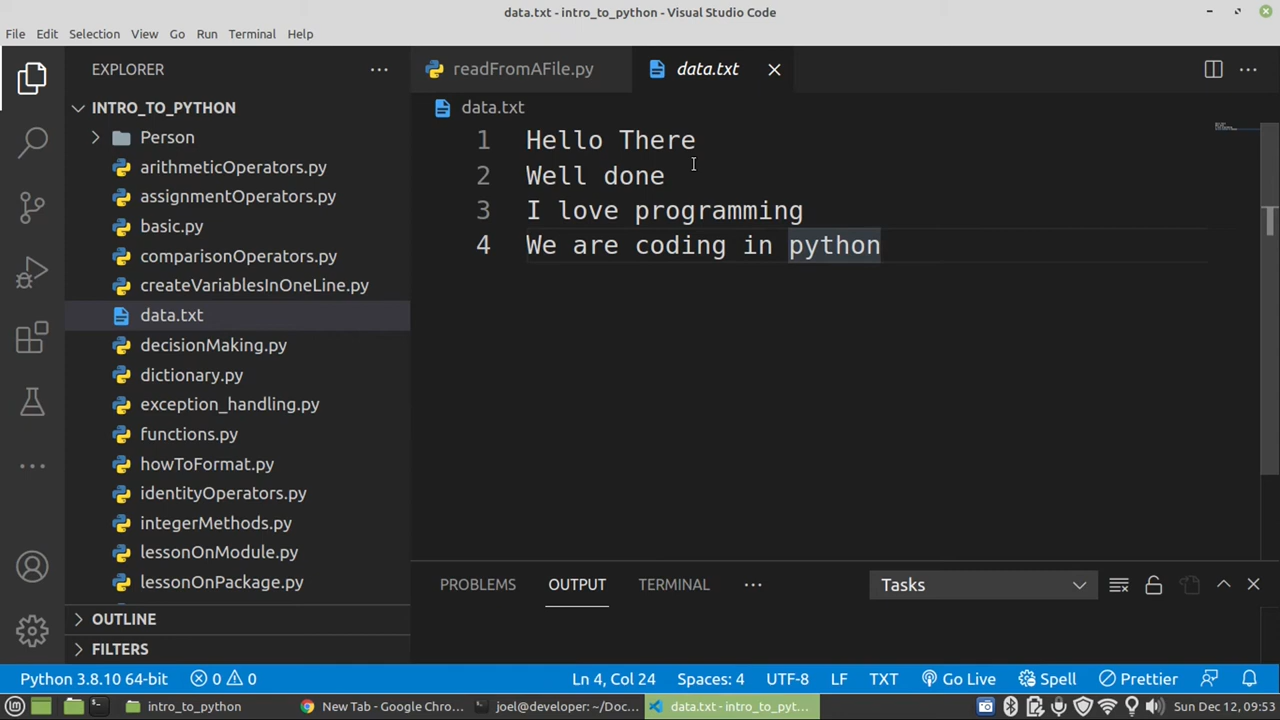 data.txt - intro_to_python - Visual Studio Code
File Edit Selection View Go Run Terminal Help
EXPLORER
INTRO_TO_PYTHON
Person
arithmeticOperators.py
assignmentOperators.py
basic.py
comparisonOperators.py
createVariablesInOneLine.py
data.txt
decisionMaking.py
dictionary.py
exception_handling.py
functions.py
howToFormat.py
identityOperators.py
integerMethods.py
lessonOnModule.py
lessonOnPackage.py
OUTLINE
FILTERS
readFromAFile.py data.txt
data.txt
1 Hello There
2 Well done
3 I love programming
4 We are coding in python
PROBLEMS OUTPUT TERMINAL Tasks
Python 3.8.10 64-bit 0 0 Ln 4, Col 24 Spaces: 4 UTF-8 LF TXT Go Live Spell Prettier
intro_to_python New Tab - Google Chro... joel@developer: ~/Doc... data.txt - intro_to_pyt... Sun Dec 12, 09:53